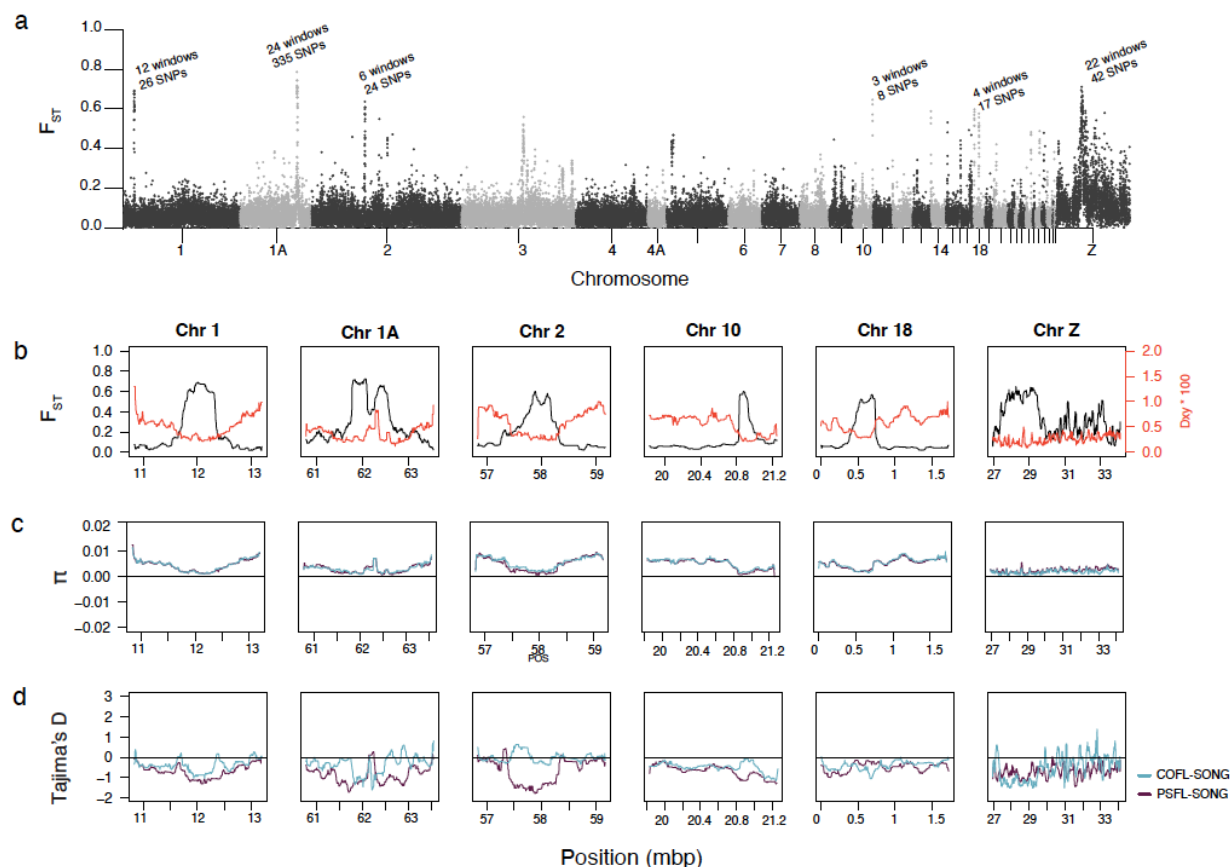 a
1.0
0.8
0.6
0.4
0.2
0.0
FST
12 windows
26 SNPs
24 windows
335 SNPs
6 windows
24 SNPs
3 windows
8 SNPs
4 windows
17 SNPs
22 windows
42 SNPs
1 1A 2 3 4 4A 6 7 8 10 14 18 Z
Chromosome
Chr 1 Chr 1A Chr 2 Chr 10 Chr 18 Chr Z
b
1.0
0.8
0.6
0.4
0.2
0.0
FST
2.0
1.5
1.0
0.5
0.0
Dxy * 100
11 12 13 61 62 63 57 58 59 20 20.4 20.8 21.2 0 0.5 1 1.5 27 29 31 33
c
0.02
0.01
0.00
−0.01
−0.02
π
11 12 13 61 62 63 57 58 59 20 20.4 20.8 21.2 0 0.5 1 1.5 27 29 31 33
POS
d
3
2
1
0
−1
−2
Tajima's D
COFL-SONG
PSFL-SONG
11 12 13 61 62 63 57 58 59 20 20.4 20.8 21.2 0 0.5 1 1.5 27 29 31 33
Position (mbp)